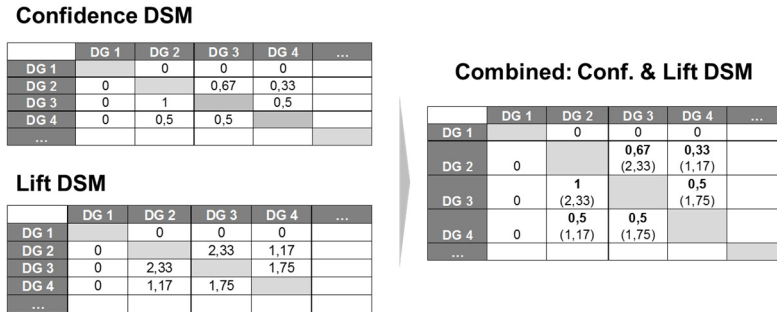 Confidence DSM
DG 1 DG 2 DG 3 DG 4 ...
DG 1 0 0 0
DG 2 0 0,67 0,33
DG 3 0 1 0,5
DG 4 0 0,5 0,5
...
Lift DSM
DG 1 DG 2 DG 3 DG 4 ...
DG 1 0 0 0
DG 2 0 2,33 1,17
DG 3 0 2,33 1,75
DG 4 0 1,17 1,75
...
Combined: Conf. & Lift DSM
DG 1 DG 2 DG 3 DG 4 ...
DG 1 0 0 0
0,67 0,33
DG 2 0 (2,33) (1,17)
1 0,5
DG 3 0 (2,33) (1,75)
0,5 0,5
DG 4 0 (1,17) (1,75)
...